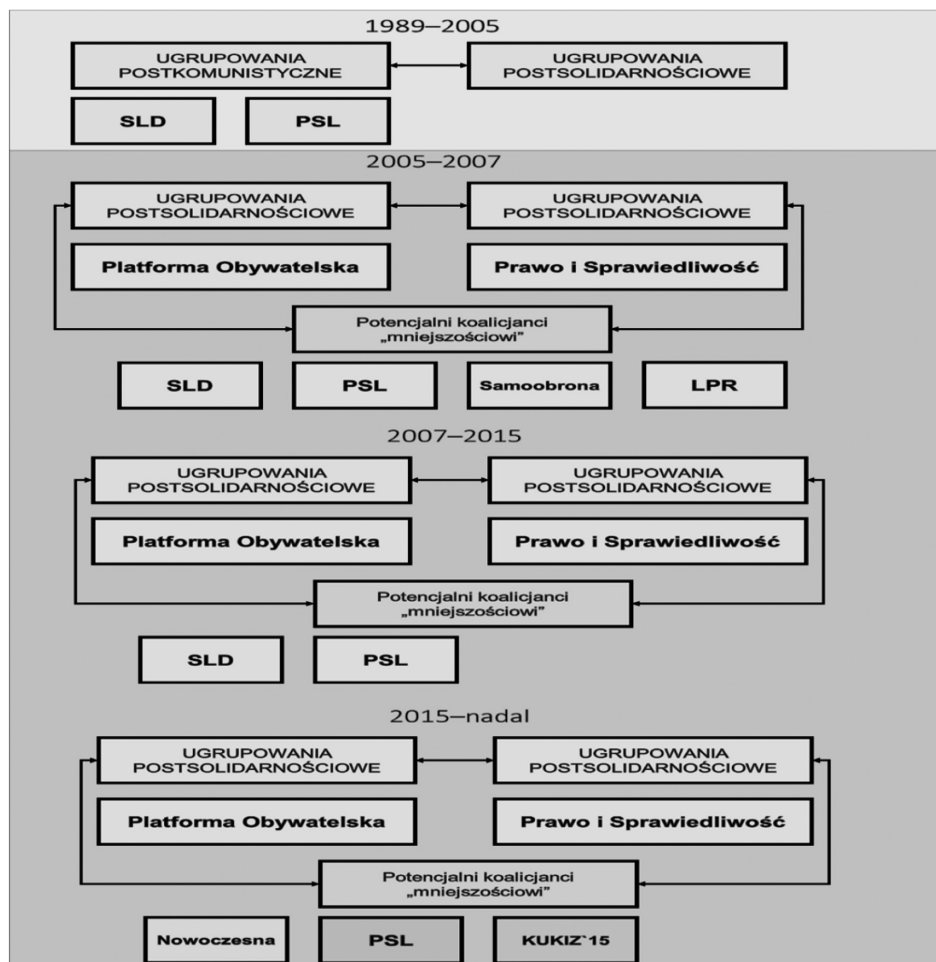 1989–2005
UGRUPOWANIA
POSTKOMUNISTYCZNE
UGRUPOWANIA
POSTSOLIDARNOŚCIOWE
SLD
PSL
2005–2007
UGRUPOWANIA
POSTSOLIDARNOŚCIOWE
UGRUPOWANIA
POSTSOLIDARNOŚCIOWE
Platforma Obywatelska
Prawo i Sprawiedliwość
Potencjalni koalicjanci
„mniejszościowi”
SLD
PSL
Samoobrona
LPR
2007–2015
UGRUPOWANIA
POSTSOLIDARNOŚCIOWE
UGRUPOWANIA
POSTSOLIDARNOŚCIOWE
Platforma Obywatelska
Prawo i Sprawiedliwość
Potencjalni koalicjanci
„mniejszościowi”
SLD
PSL
2015–nadal
UGRUPOWANIA
POSTSOLIDARNOŚCIOWE
UGRUPOWANIA
POSTSOLIDARNOŚCIOWE
Platforma Obywatelska
Prawo i Sprawiedliwość
Potencjalni koalicjanci
„mniejszościowi”
Nowoczesna
PSL
KUKIZ`15